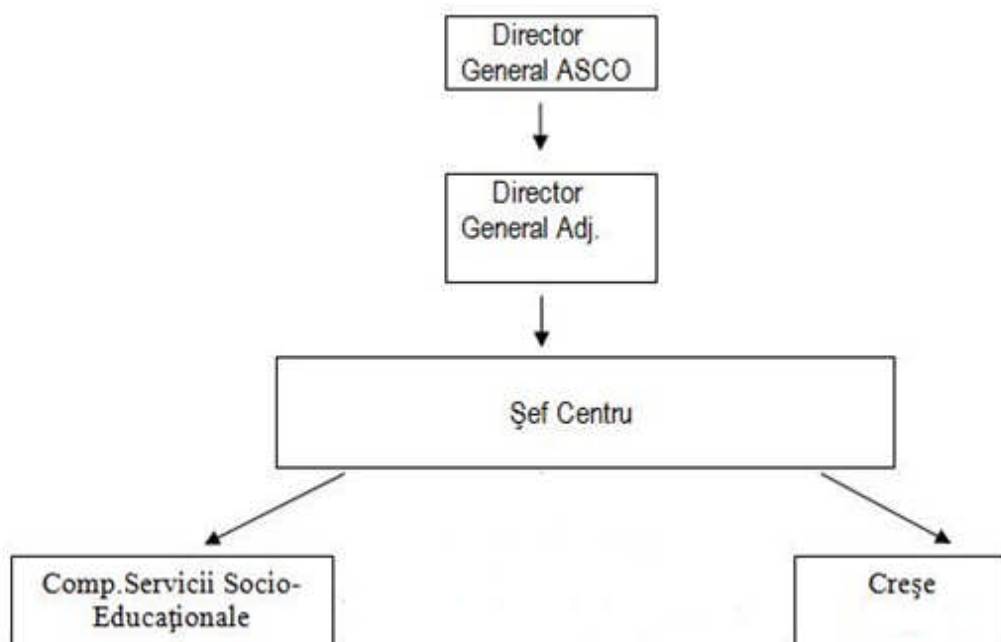 Director
General ASCO
Director
General Adj.
Şef Centru
Comp.Servicii Socio-
Educaţionale
Creşe